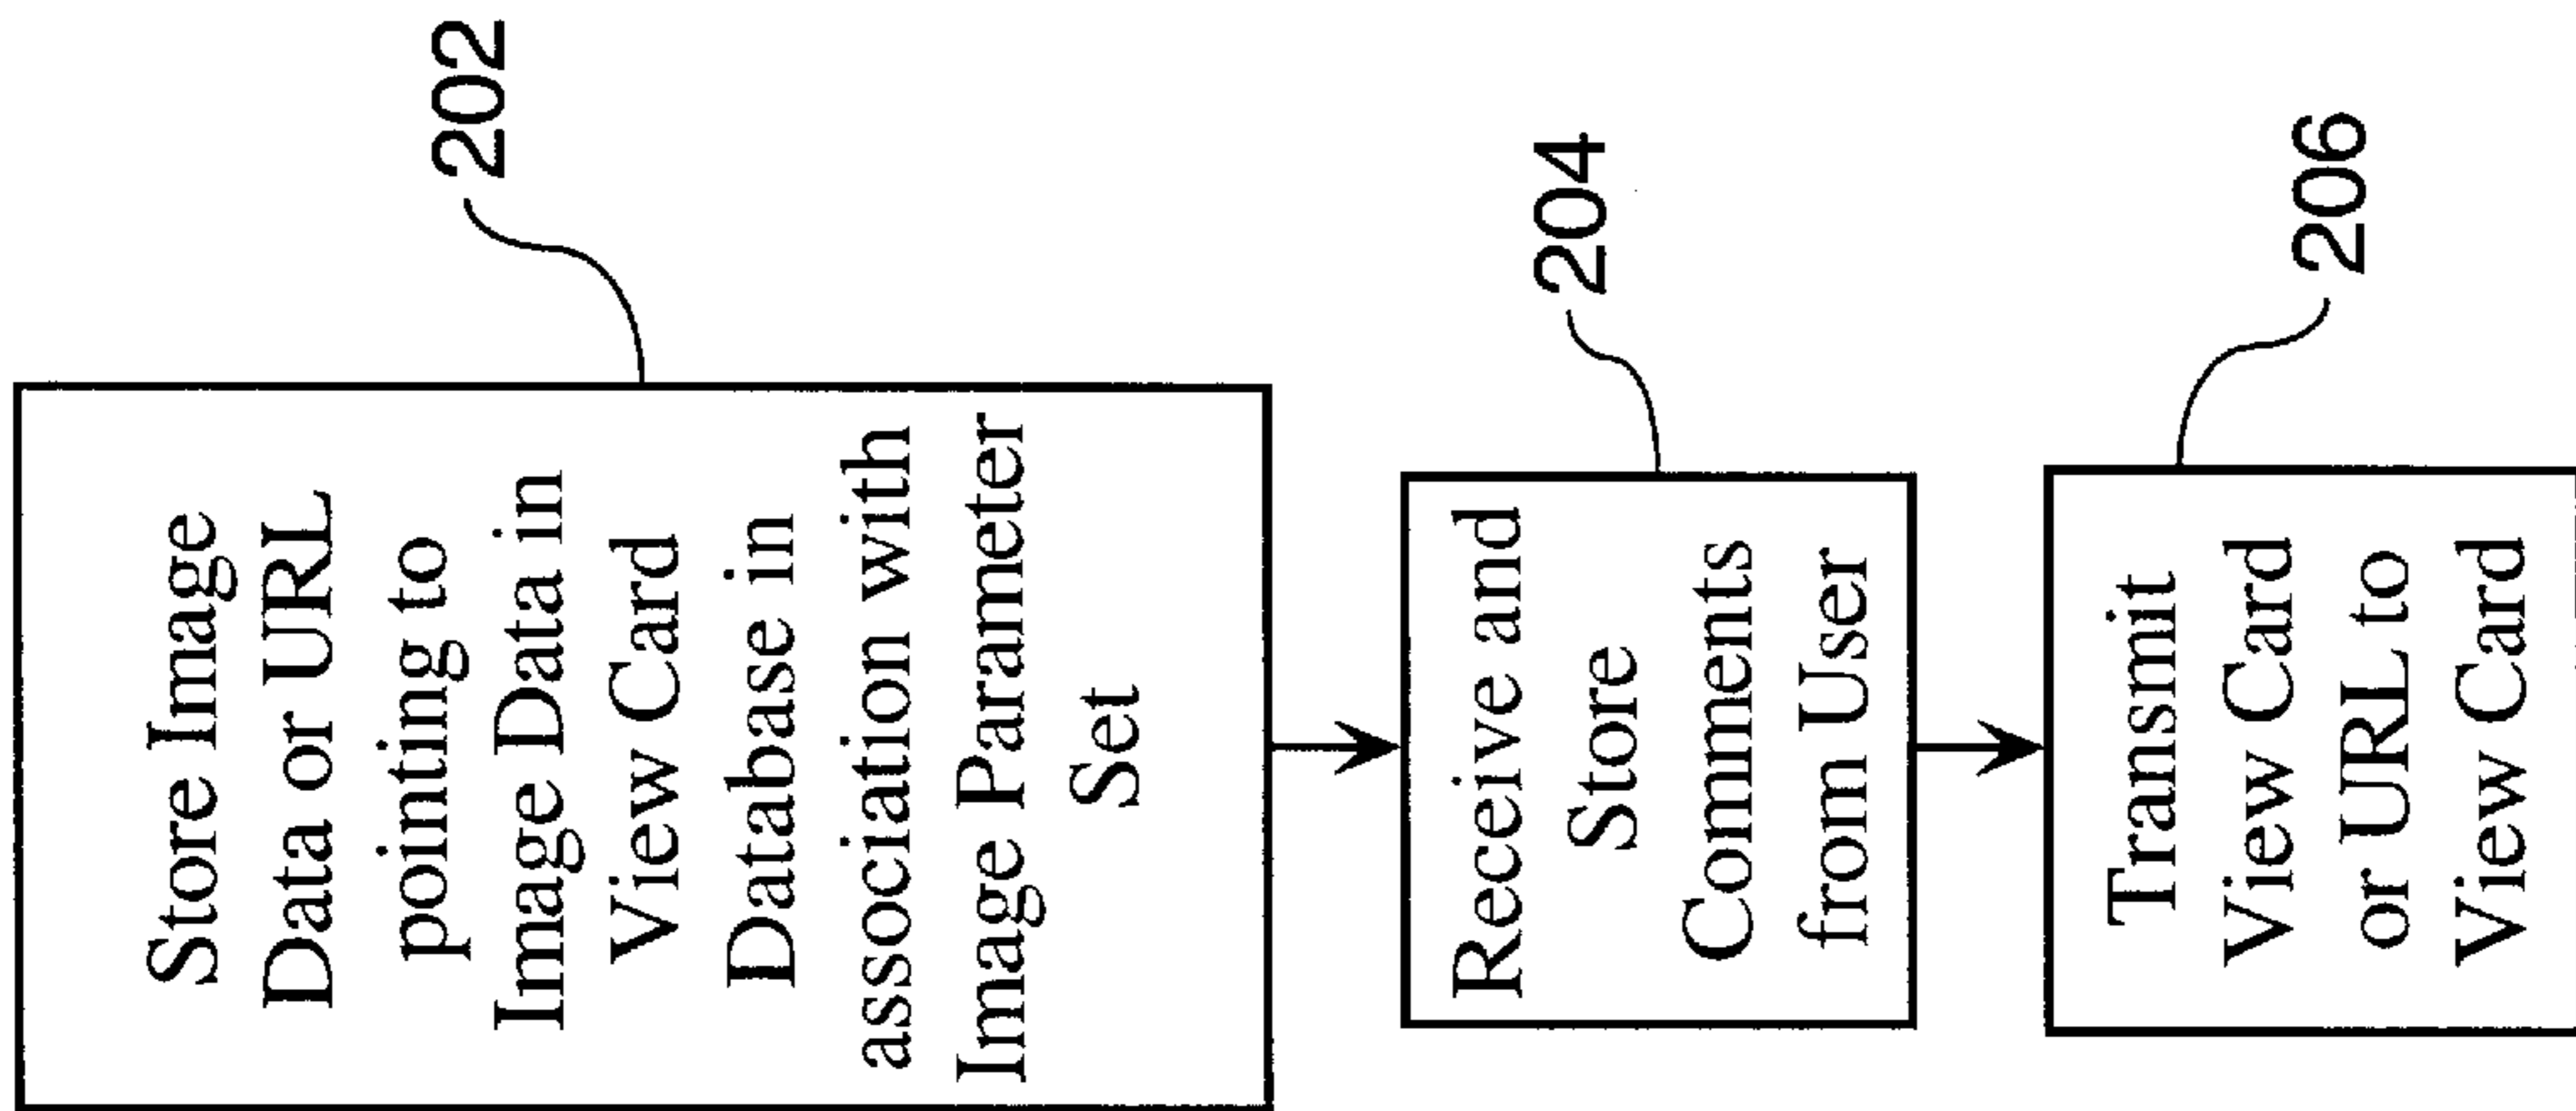 Store Image
Data or URL
pointing to
Image Data in
View Card
Database in
association with
Image Parameter
Set
202
Receive and
Store
Comments
from User
204
Transmit
View Card
or URL to
View Card
206